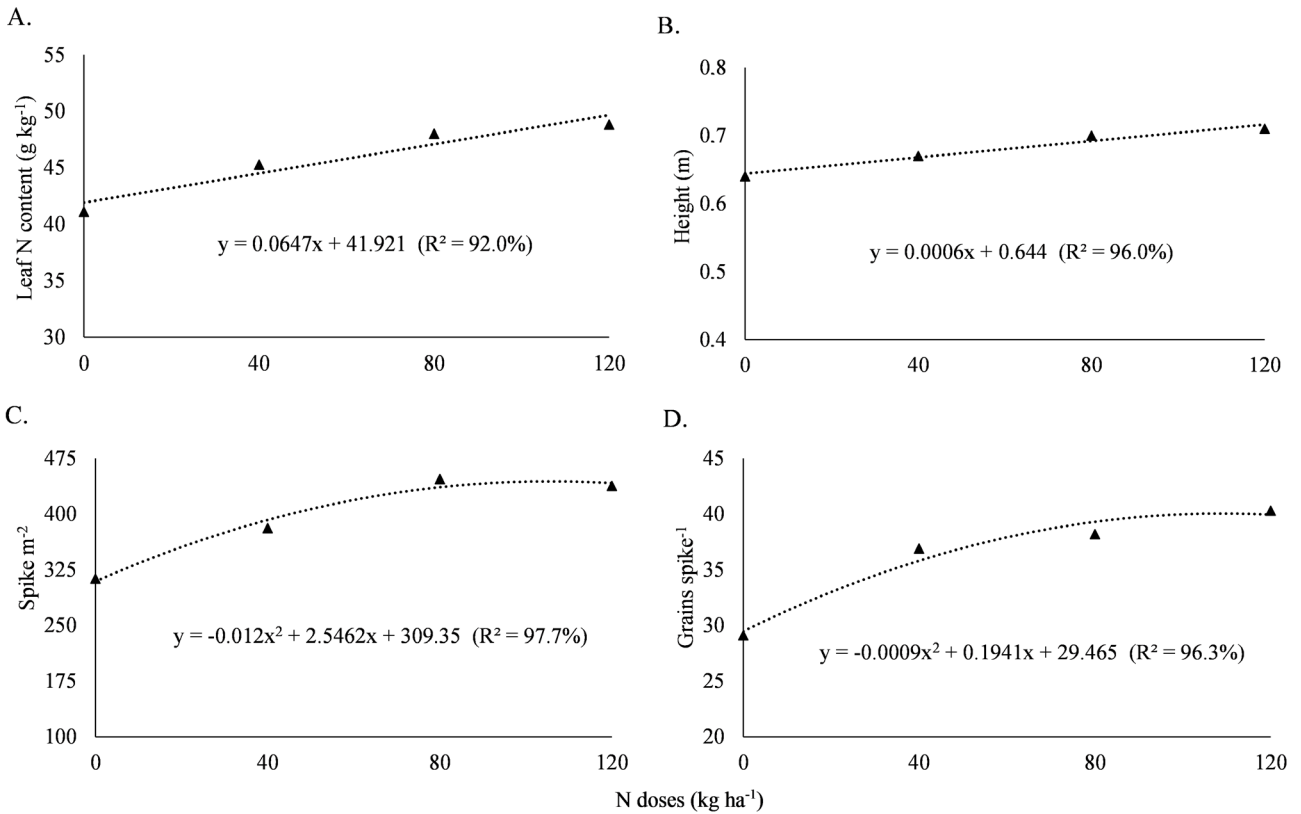 A.
Leaf N content (g kg⁻¹)
55
50
45
40
35
30
y = 0.0647x + 41.921 (R² = 92.0%)
0 40 80 120
B.
Height (m)
0.8
0.7
0.6
0.5
0.4
y = 0.0006x + 0.644 (R² = 96.0%)
0 40 80 120
C.
Spike m⁻²
475
400
325
250
175
100
y = -0.012x² + 2.5462x + 309.35 (R² = 97.7%)
0 40 80 120
D.
Grains spike⁻¹
45
40
35
30
25
20
y = -0.0009x² + 0.1941x + 29.465 (R² = 96.3%)
0 40 80 120
N doses (kg ha⁻¹)